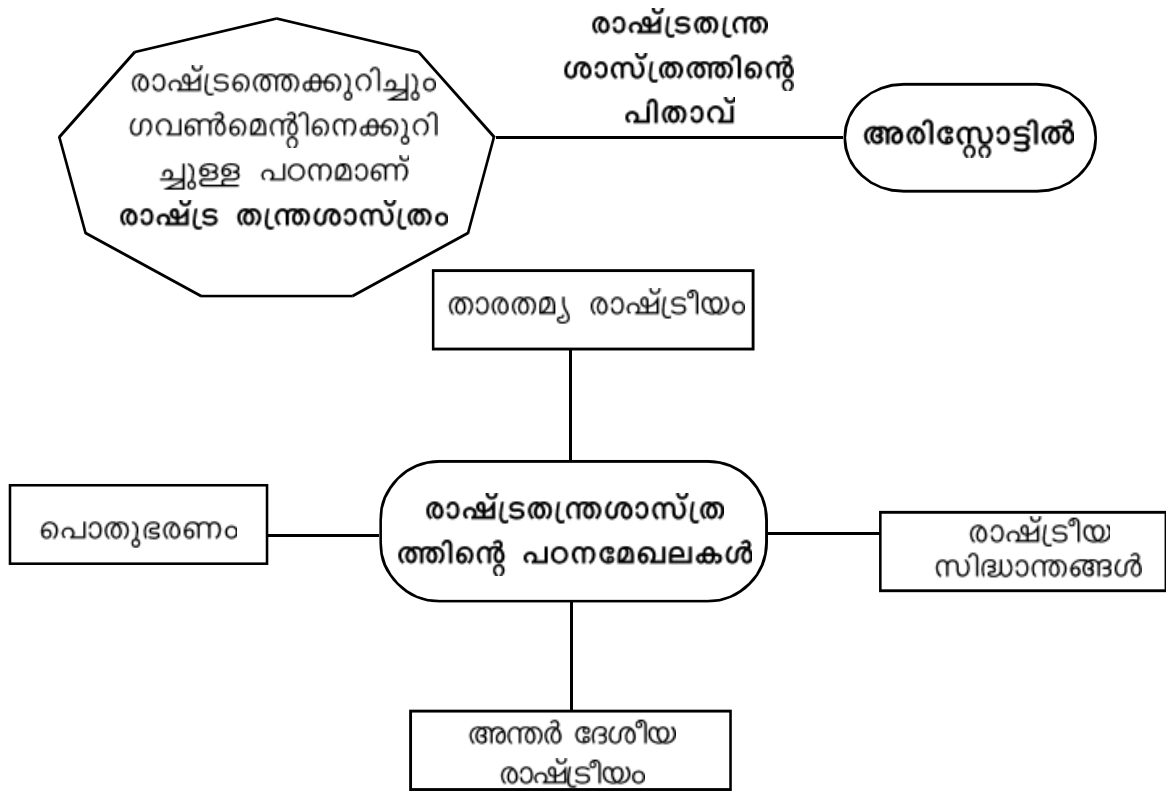 രാഷ്ട്രത്തെക്കുറിച്ചും
ഗവൺമെന്റിനെക്കുറി
ച്ചുള്ള പഠനമാണ്
രാഷ്ട്ര തന്ത്രശാസ്ത്രം
രാഷ്ട്രതന്ത്ര
ശാസ്ത്രത്തിന്റെ
പിതാവ്
അരിസ്റ്റോട്ടിൽ
താരതമ്യ രാഷ്ട്രീയം
പൊതുഭരണം
രാഷ്ട്രതന്ത്രശാസ്ത്ര
ത്തിന്റെ പഠനമേഖലകൾ
രാഷ്ട്രീയ
സിദ്ധാന്തങ്ങൾ
അന്തർ ദേശീയ
രാഷ്ട്രീയം